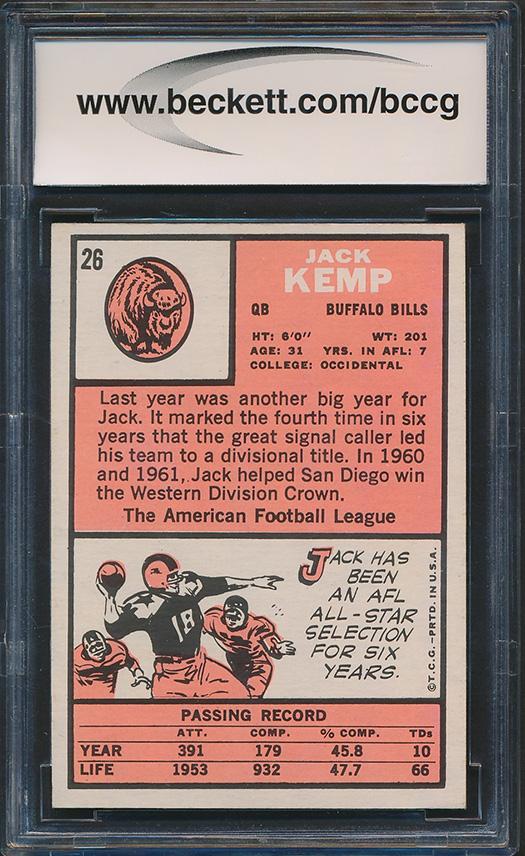 www.beckett.com/bccg
26
JACK
KEMP
QB BUFFALO BILLS
HT: 6'0" WT: 201
AGE: 31 YRS. IN AFL: 7
COLLEGE: OCCIDENTAL
Last year was another big year for
Jack. It marked the fourth time in six
years that the great signal caller led
his team to a divisional title. In 1960
and 1961, Jack helped San Diego win
the Western Division Crown.
The American Football League
18
JACK HAS
BEEN
AN AFL
ALL-STAR
SELECTION
FOR SIX
YEARS.
©T.C.G.-PRTD. IN U.S.A.
PASSING RECORD
ATT. COMP. % COMP. TDs
YEAR 391 179 45.8 10
LIFE 1953 932 47.7 66